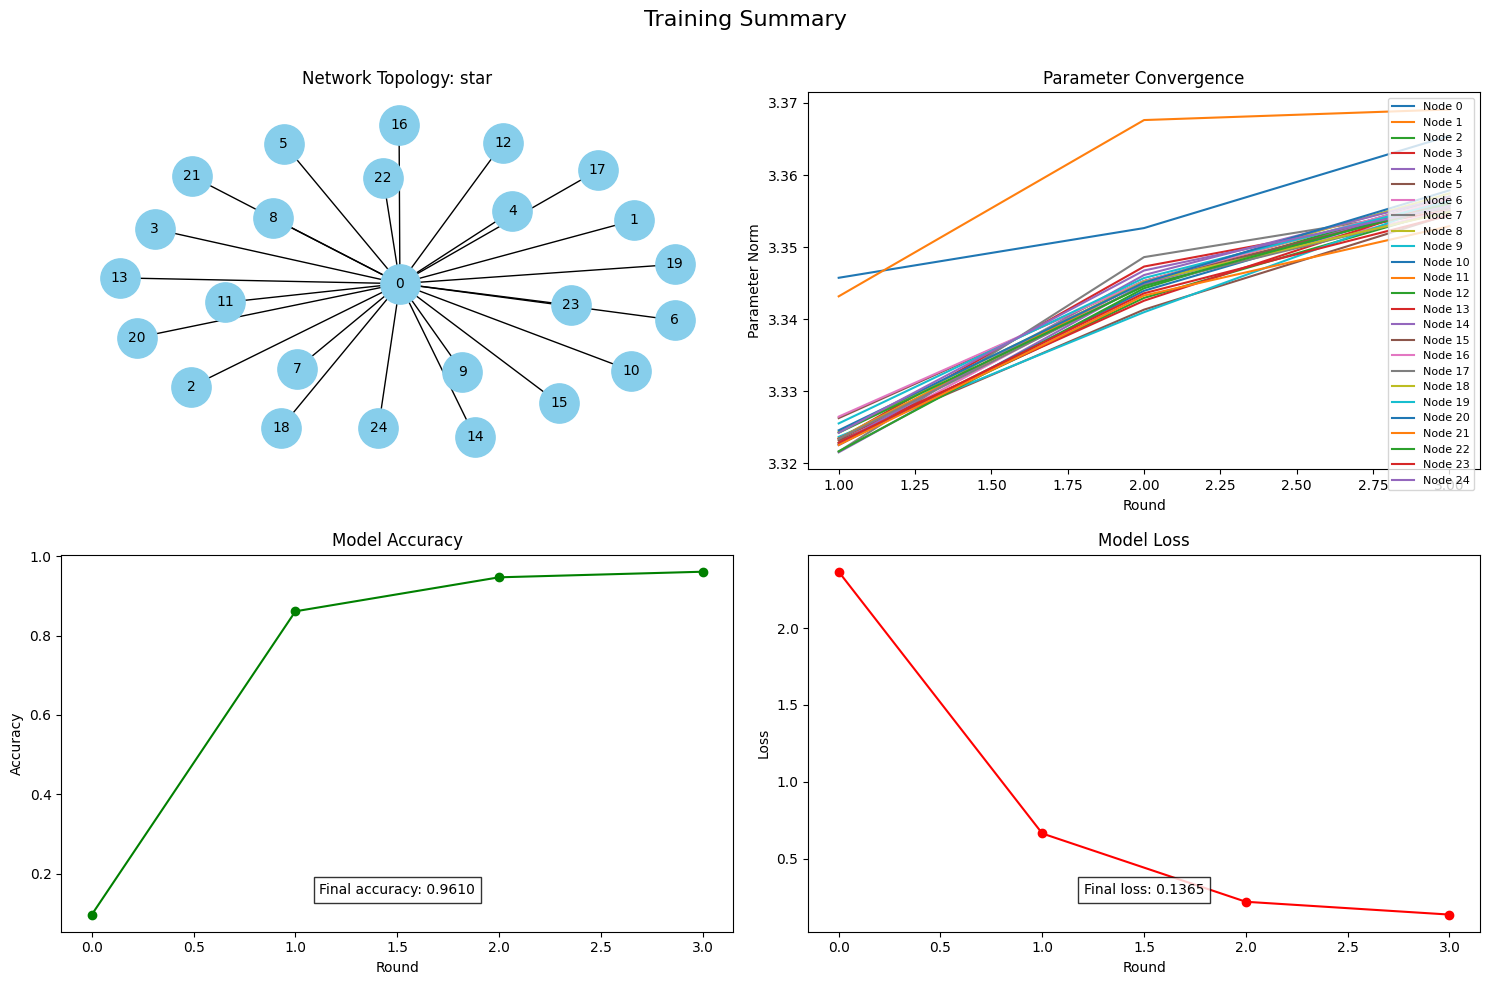 Training Summary
Network Topology: star
16
5
12
17
21
22
4
8
1
3
19
13
0
11
23
6
20
7
9
10
2
15
18
24
14
Parameter Convergence
3.37
3.36
3.35
3.34
3.33
3.32
Parameter Norm
1.00 1.25 1.50 1.75 2.00 2.25 2.50 2.75 3.00
Round
Node 0
Node 1
Node 2
Node 3
Node 4
Node 5
Node 6
Node 7
Node 8
Node 9
Node 10
Node 11
Node 12
Node 13
Node 14
Node 15
Node 16
Node 17
Node 18
Node 19
Node 20
Node 21
Node 22
Node 23
Node 24
Model Accuracy
1.0
0.8
0.6
0.4
0.2
Accuracy
Final accuracy: 0.9610
0.0 0.5 1.0 1.5 2.0 2.5 3.0
Round
Model Loss
2.0
1.5
1.0
0.5
Loss
Final loss: 0.1365
0.0 0.5 1.0 1.5 2.0 2.5 3.0
Round